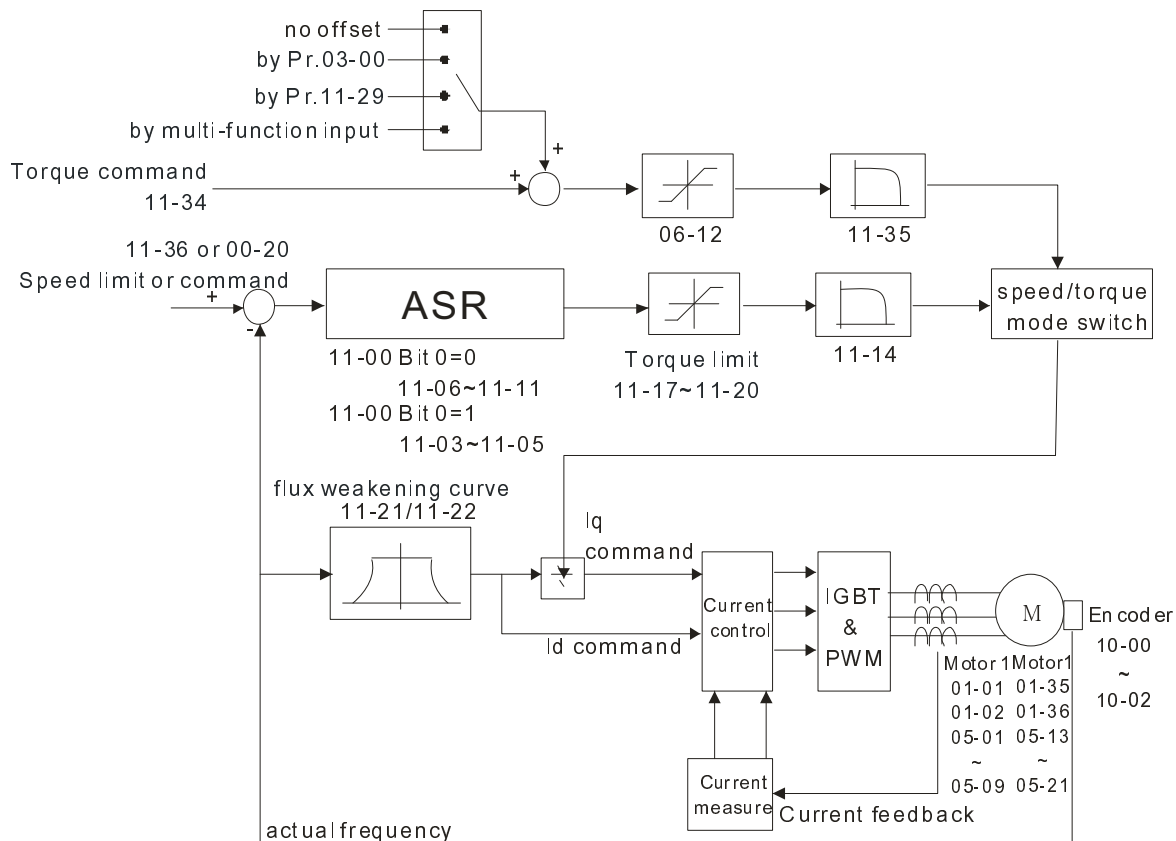 no offset
by Pr.03-00
by Pr.11-29
by multi-function input
+
+
Torque command
11-34
06-12
11-35
11-36 or 00-20
Speed limit or command
+
-
ASR
speed/torque
mode switch
11-00 Bit 0=0
11-06~11-11
11-00 Bit 0=1
11-03~11-05
Torque limit
11-17~11-20
11-14
flux weakening curve
11-21/11-22
Iq
command
Id command
Current
control
IGBT
&
PWM
M
Encoder
10-00
~
10-02
Motor 1
01-01
01-02
05-01
~
05-09
Motor1
01-35
01-36
05-13
~
05-21
Current
measure
Current feedback
actual frequency